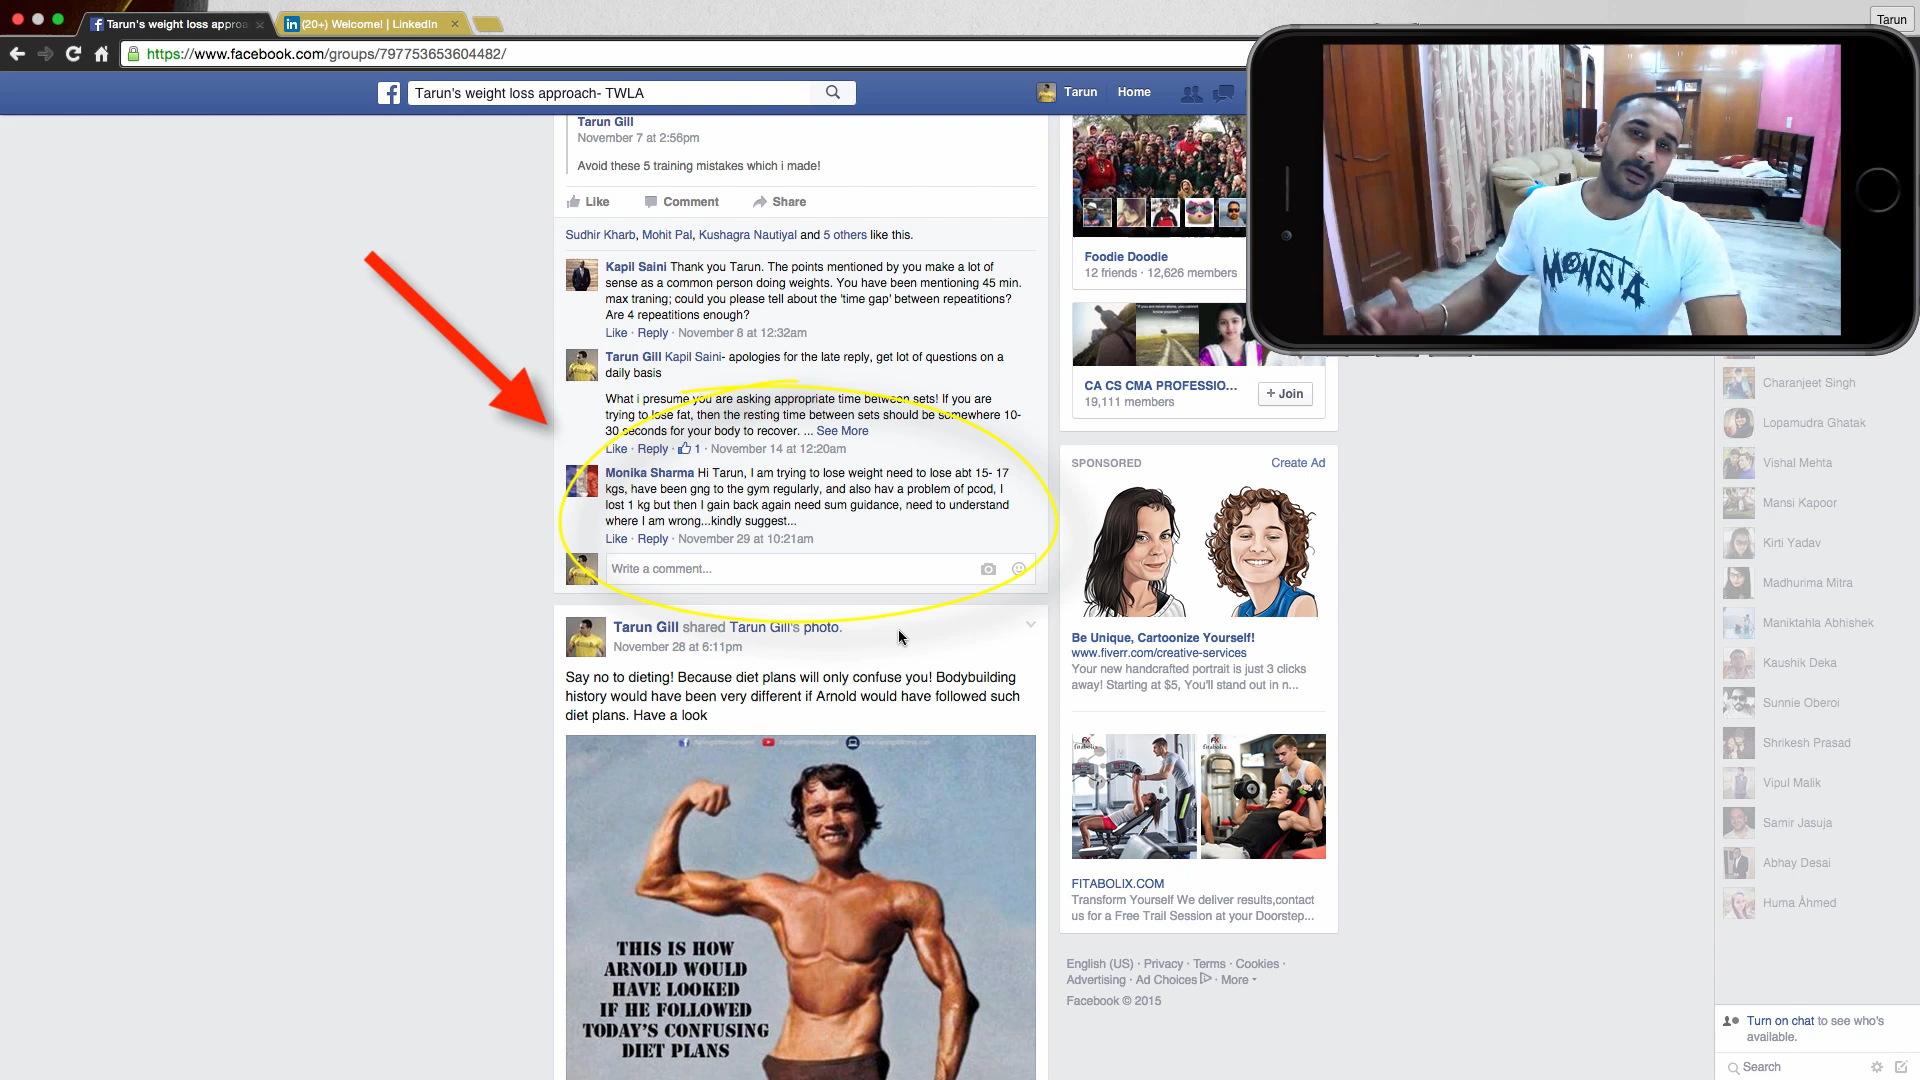 Tarun's weight loss approa
(20+) Welcome! | LinkedIn
Tarun
https://www.facebook.com/groups/797753653604482/
Tarun's weight loss approach- TWLA
Tarun
Home
Tarun Gill
November 7 at 2:56pm
Avoid these 5 training mistakes which i made!
Like
Comment
Share
Sudhir Kharb, Mohit Pal, Kushagra Nautiyal and 5 others like this.
Kapil Saini Thank you Tarun. The points mentioned by you make a lot of
sense as a common person doing weights. You have been mentioning 45 min.
max traning; could you please tell about the 'time gap' between repeatitions?
Are 4 repeatitions enough?
Like · Reply · November 8 at 12:32am
Tarun Gill Kapil Saini- apologies for the late reply, get lot of questions on a
daily basis
What i presume you are asking appropriate time between sets! If you are
trying to lose fat, then the resting time between sets should be somewhere 10-
30 seconds for your body to recover. ... See More
Like · Reply · 1 · November 14 at 12:20am
Monika Sharma Hi Tarun, I am trying to lose weight need to lose abt 15- 17
kgs, have been gng to the gym regularly, and also hav a problem of pcod, I
lost 1 kg but then I gain back again need sum guidance, need to understand
where I am wrong...kindly suggest...
Like · Reply · November 29 at 10:21am
Write a comment...
Tarun Gill shared Tarun Gill's photo.
November 28 at 6:11pm
Say no to dieting! Because diet plans will only confuse you! Bodybuilding
history would have been very different if Arnold would have followed such
diet plans. Have a look
THIS IS HOW
ARNOLD WOULD
HAVE LOOKED
IF HE FOLLOWED
TODAY'S CONFUSING
DIET PLANS
Foodie Doodie
12 friends · 12,626 members
CA CS CMA PROFESSIO...
19,111 members
+ Join
SPONSORED
Create Ad
Be Unique, Cartoonize Yourself!
www.fiverr.com/creative-services
Your new handcrafted portrait is just 3 clicks
away! Starting at $5, You'll stand out in n...
FITABOLIX.COM
Transform Yourself We deliver results,contact
us for a Free Trail Session at your Doorstep...
English (US) · Privacy · Terms · Cookies ·
Advertising · Ad Choices · More
Facebook © 2015
MONSTA
Charanjeet Singh
Lopamudra Ghatak
Vishal Mehta
Mansi Kapoor
Kirti Yadav
Madhurima Mitra
Maniktahla Abhishek
Kaushik Deka
Sunnie Oberoi
Shrikesh Prasad
Vipul Malik
Samir Jasuja
Abhay Desai
Huma Åhmed
Turn on chat to see who's
available.
Search